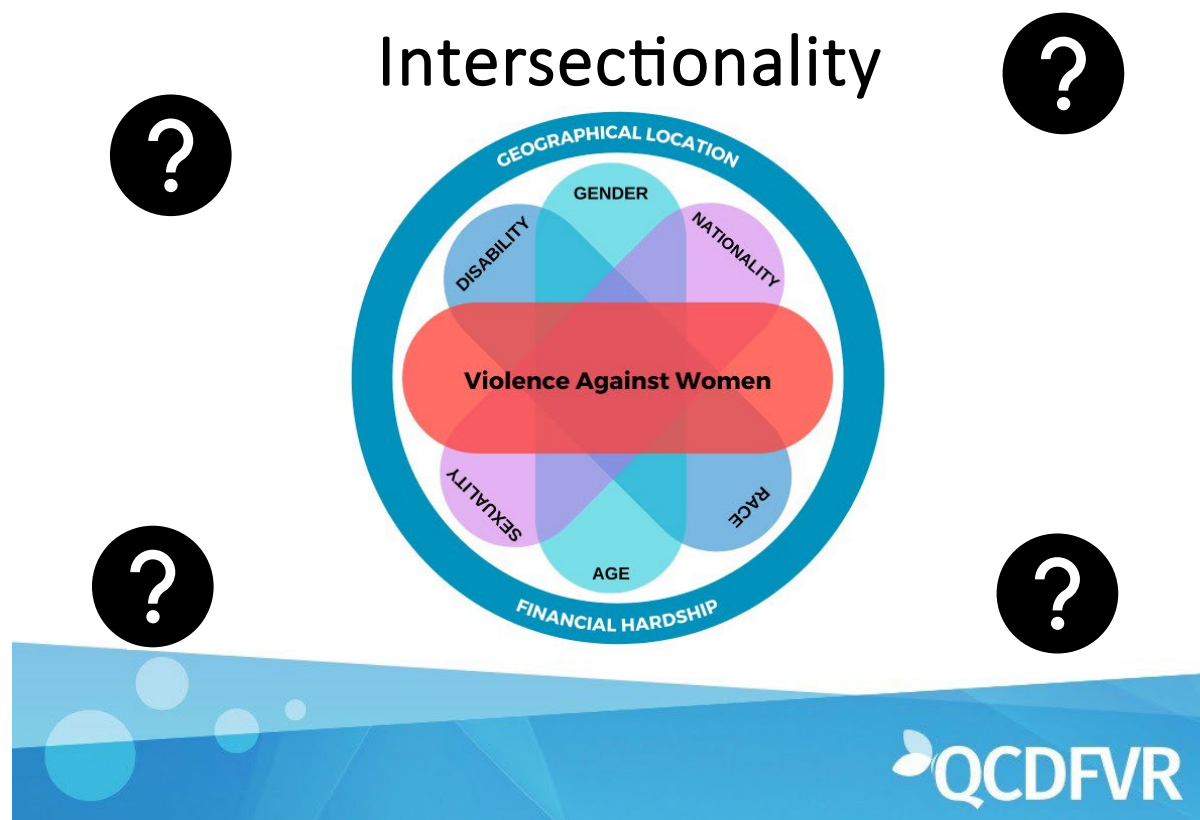 Intersectionality
?
?
GEOGRAPHICAL LOCATION
GENDER
DISABILITY
NATIONALITY
Violence Against Women
SEXUALITY
RACE
AGE
FINANCIAL HARDSHIP
?
?
QCDFVR